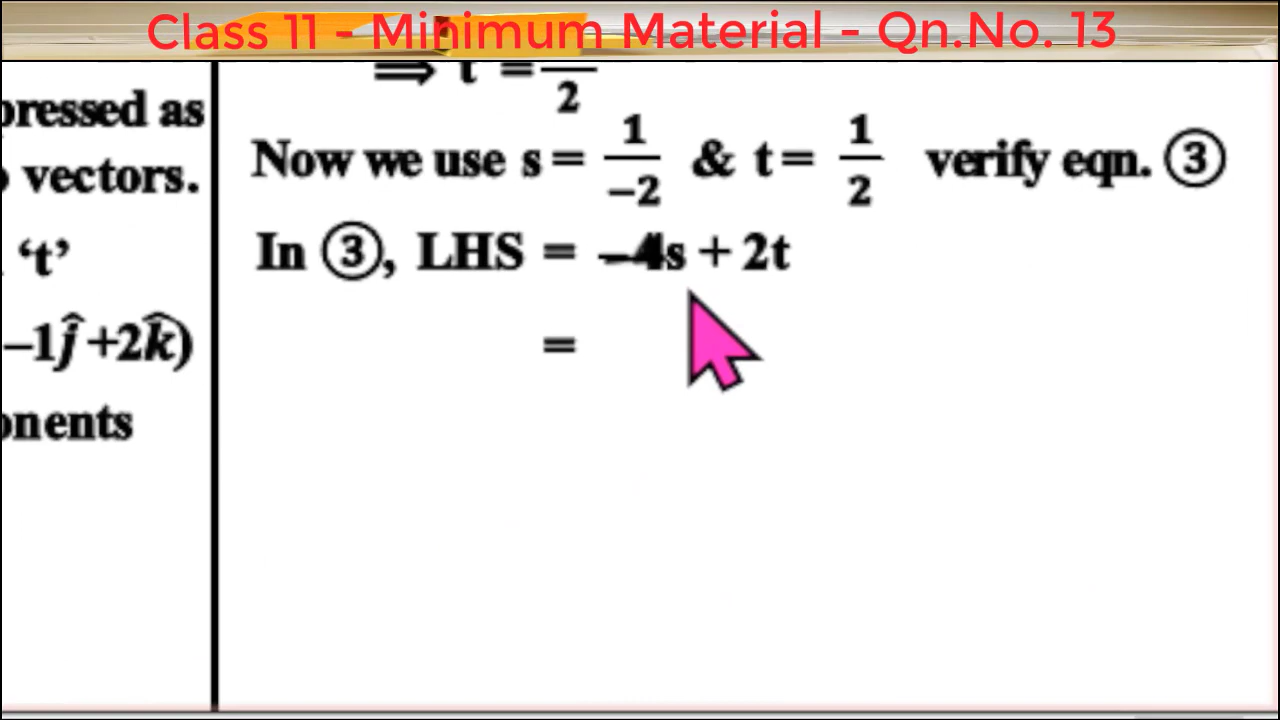 Class 11 - Minimum Material - Qn.No. 13
pressed as
vectors.
‘t’
–1ĵ +2k̂)
onents
⟹ t = —/2
Now we use s = 1/–2 & t = 1/2 verify eqn. ③
In ③, LHS = –4s + 2t
=